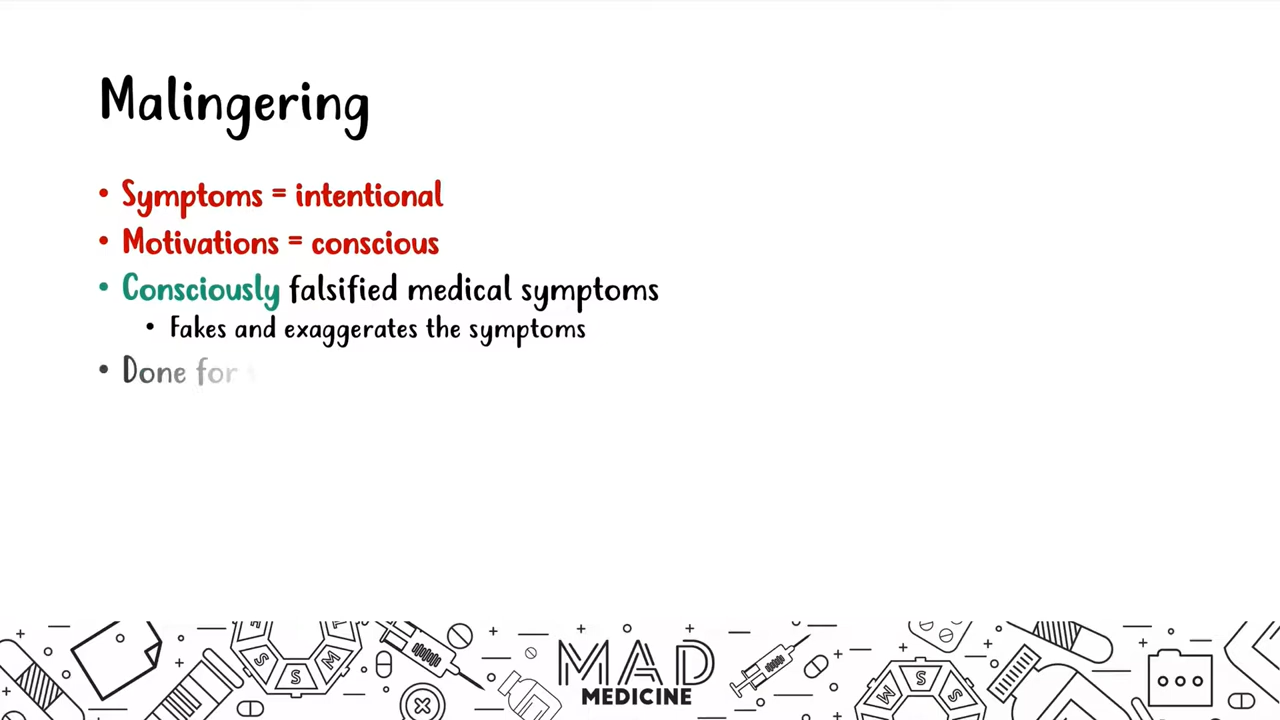 Malingering
• Symptoms = intentional
• Motivations = conscious
• Consciously falsified medical symptoms
• Fakes and exaggerates the symptoms
• Done for
MAD
MEDICINE